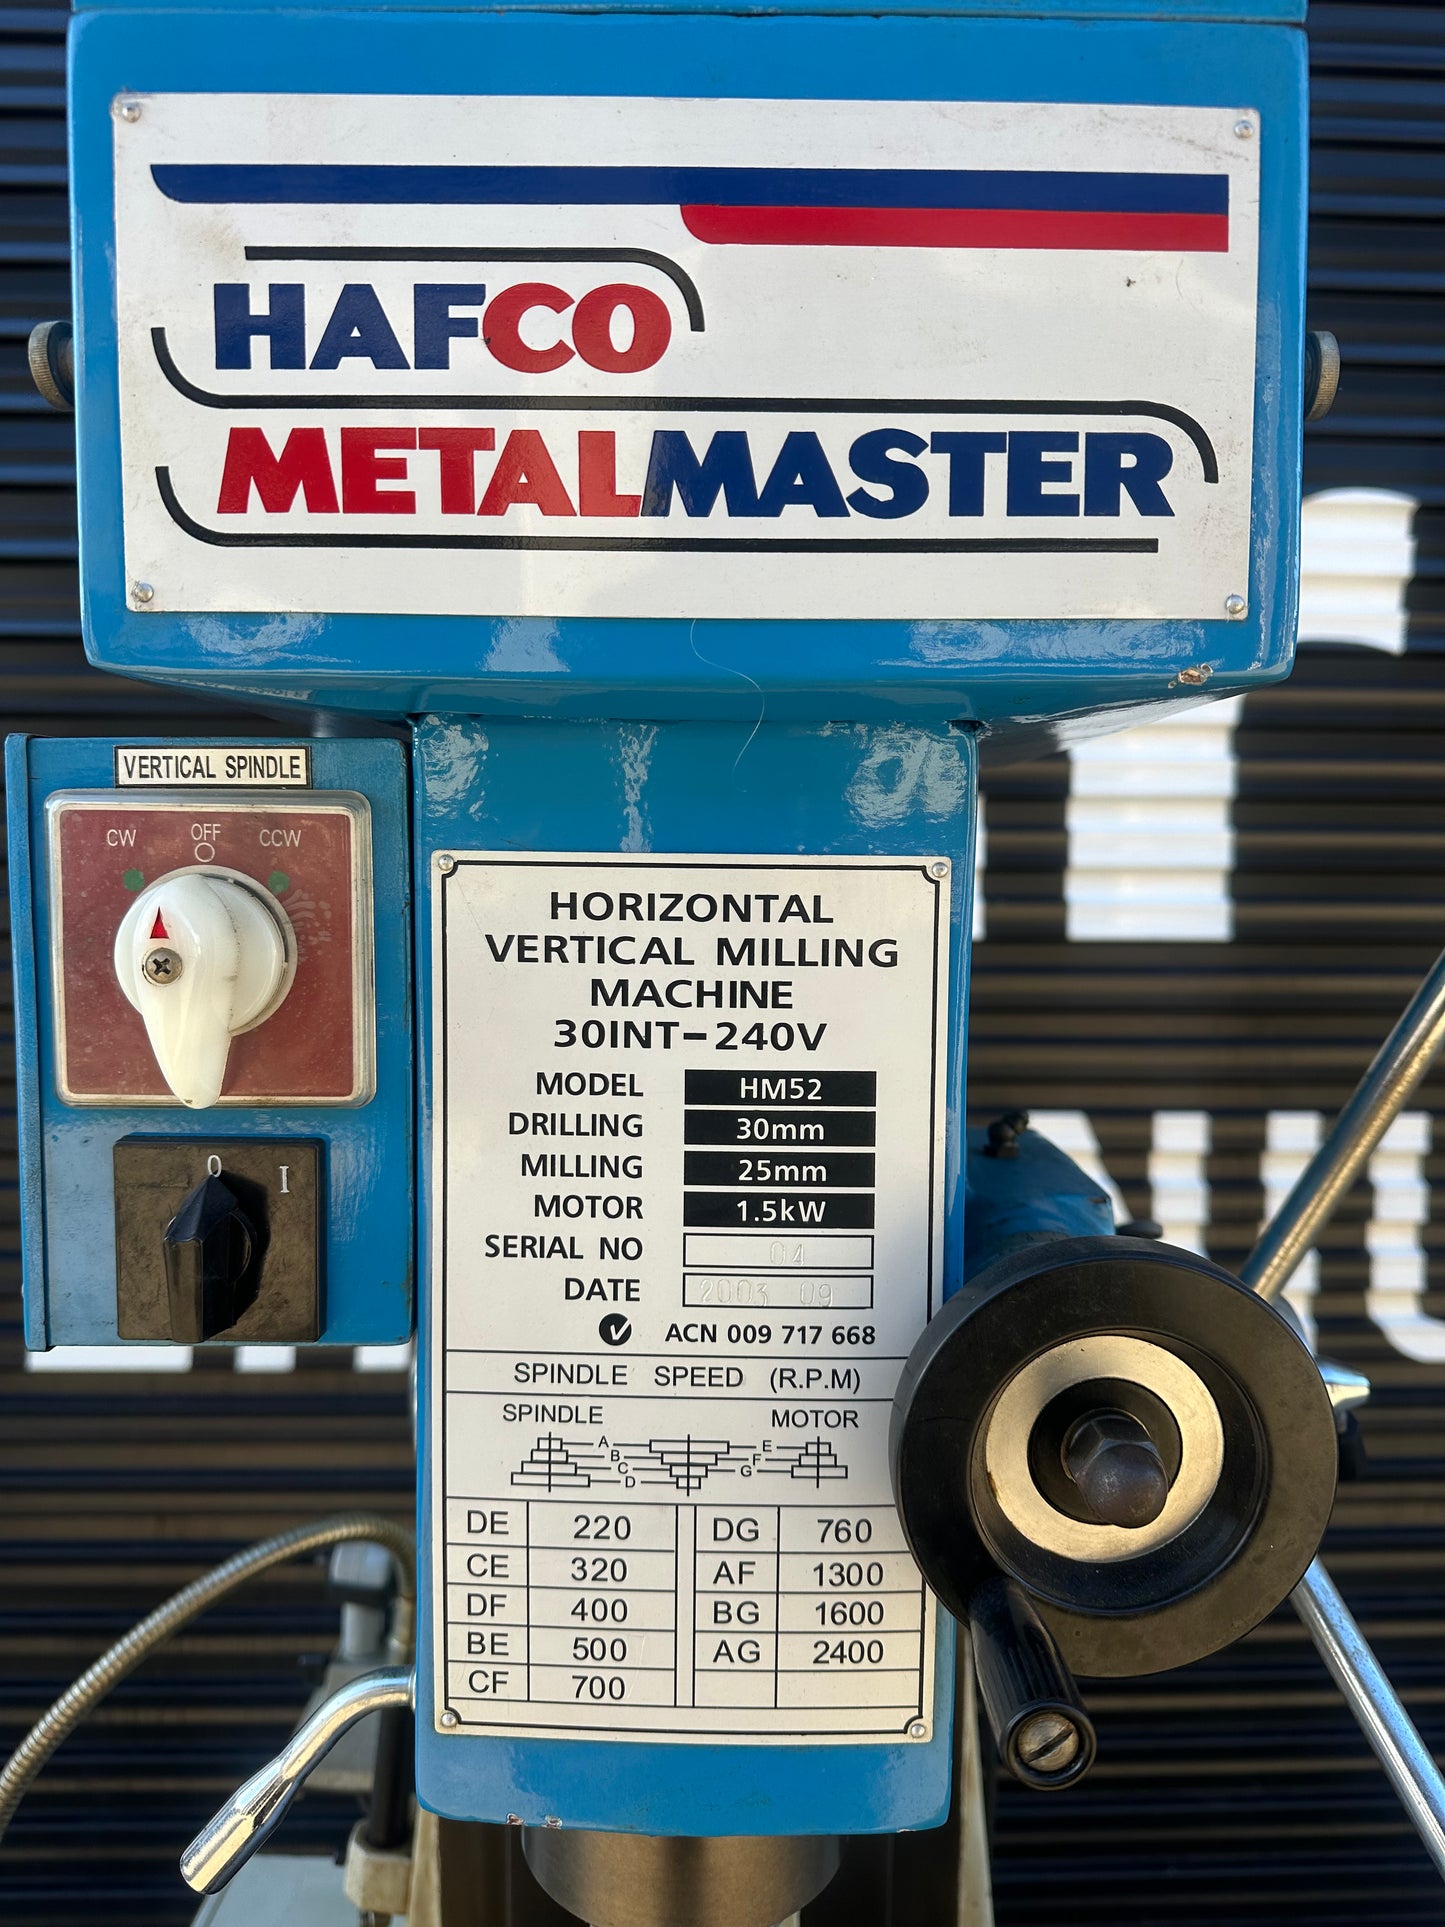 HAFCO
METALMASTER
VERTICAL SPINDLE
CW OFF CCW
0 I
HORIZONTAL
VERTICAL MILLING
MACHINE
30INT-240V
MODEL HM52
DRILLING 30mm
MILLING 25mm
MOTOR 1.5kW
SERIAL NO 04
DATE 2003 09
ACN 009 717 668
SPINDLE SPEED (R.P.M)
SPINDLE MOTOR
A E
B F
C G
D
DE 220 DG 760
CE 320 AF 1300
DF 400 BG 1600
BE 500 AG 2400
CF 700